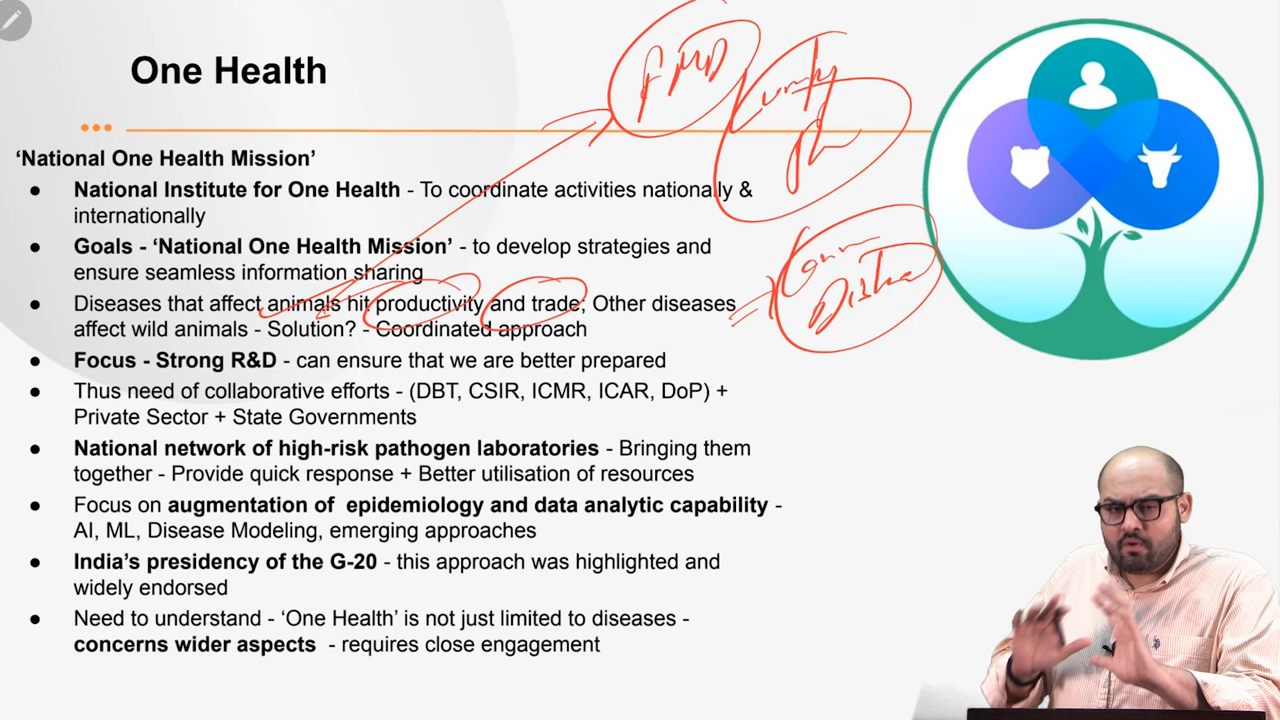 One Health
‘National One Health Mission’
● National Institute for One Health - To coordinate activities nationally &
internationally
● Goals - ‘National One Health Mission’ - to develop strategies and
ensure seamless information sharing
● Diseases that affect animals hit productivity and trade; Other diseases
affect wild animals - Solution? - Coordinated approach
● Focus - Strong R&D - can ensure that we are better prepared
● Thus need of collaborative efforts - (DBT, CSIR, ICMR, ICAR, DoP) +
Private Sector + State Governments
● National network of high-risk pathogen laboratories - Bringing them
together - Provide quick response + Better utilisation of resources
● Focus on augmentation of epidemiology and data analytic capability -
AI, ML, Disease Modeling, emerging approaches
● India’s presidency of the G-20 - this approach was highlighted and
widely endorsed
● Need to understand - ‘One Health’ is not just limited to diseases -
concerns wider aspects - requires close engagement
FMD